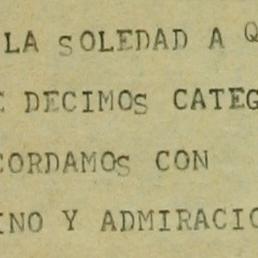 LA SOLEDAD A Q
E DECIMOS CATEG
CORDAMOS CON
INO Y ADMIRACIO